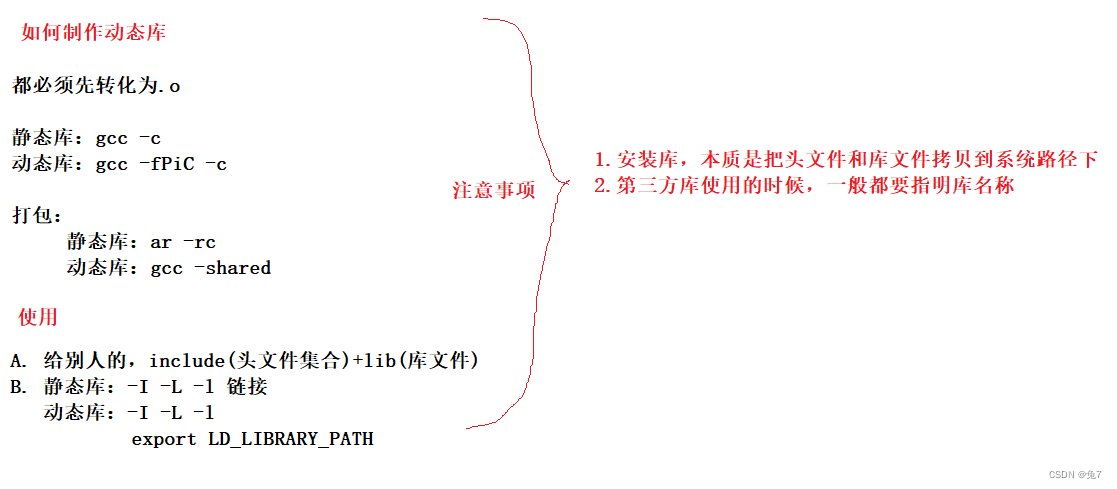 如何制作动态库
都必须先转化为.o
静态库：gcc -c
动态库：gcc -fPiC -c
打包：
静态库：ar -rc
动态库：gcc -shared
使用
A. 给别人的，include(头文件集合)+lib(库文件)
B. 静态库：-I -L -l 链接
动态库：-I -L -l
export LD_LIBRARY_PATH
注意事项
1.安装库，本质是把头文件和库文件拷贝到系统路径下
2.第三方库使用的时候，一般都要指明库名称
CSDN @兔7